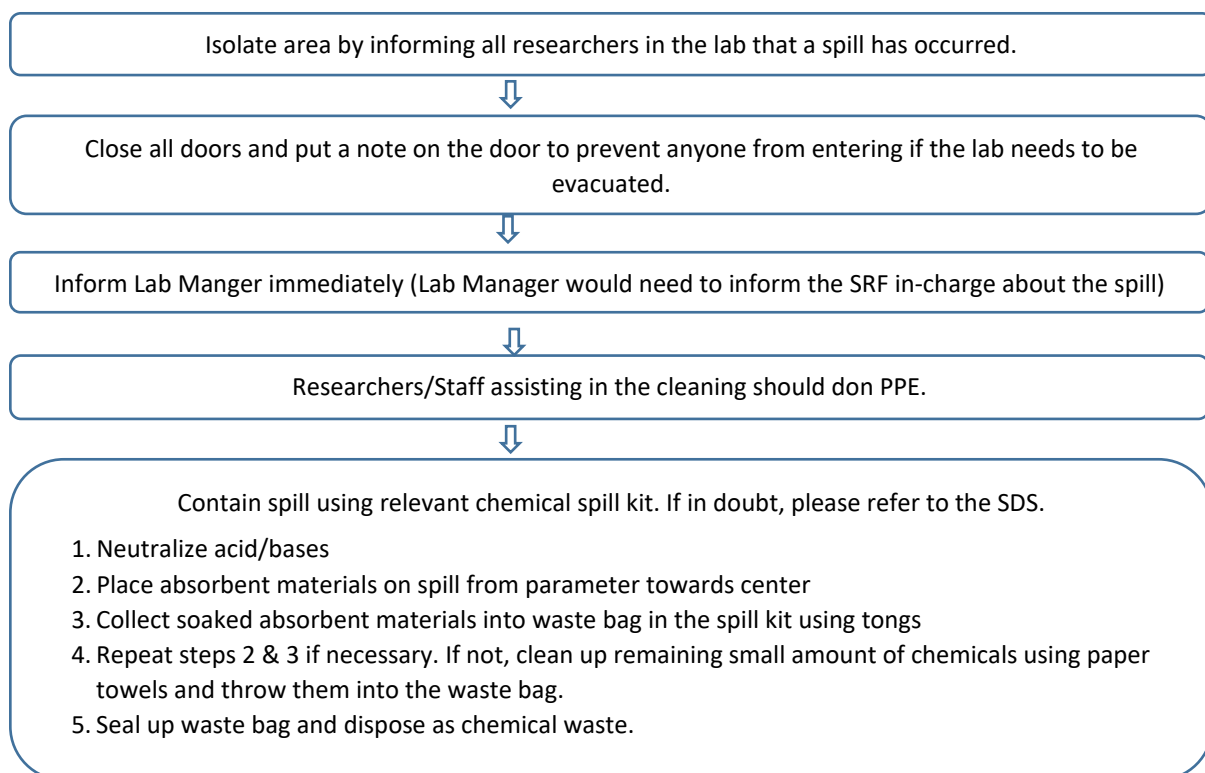 Isolate area by informing all researchers in the lab that a spill has occurred.
Close all doors and put a note on the door to prevent anyone from entering if the lab needs to be
evacuated.
Inform Lab Manger immediately (Lab Manager would need to inform the SRF in-charge about the spill)
Researchers/Staff assisting in the cleaning should don PPE.
Contain spill using relevant chemical spill kit. If in doubt, please refer to the SDS.
1. Neutralize acid/bases
2. Place absorbent materials on spill from parameter towards center
3. Collect soaked absorbent materials into waste bag in the spill kit using tongs
4. Repeat steps 2 & 3 if necessary. If not, clean up remaining small amount of chemicals using paper
towels and throw them into the waste bag.
5. Seal up waste bag and dispose as chemical waste.